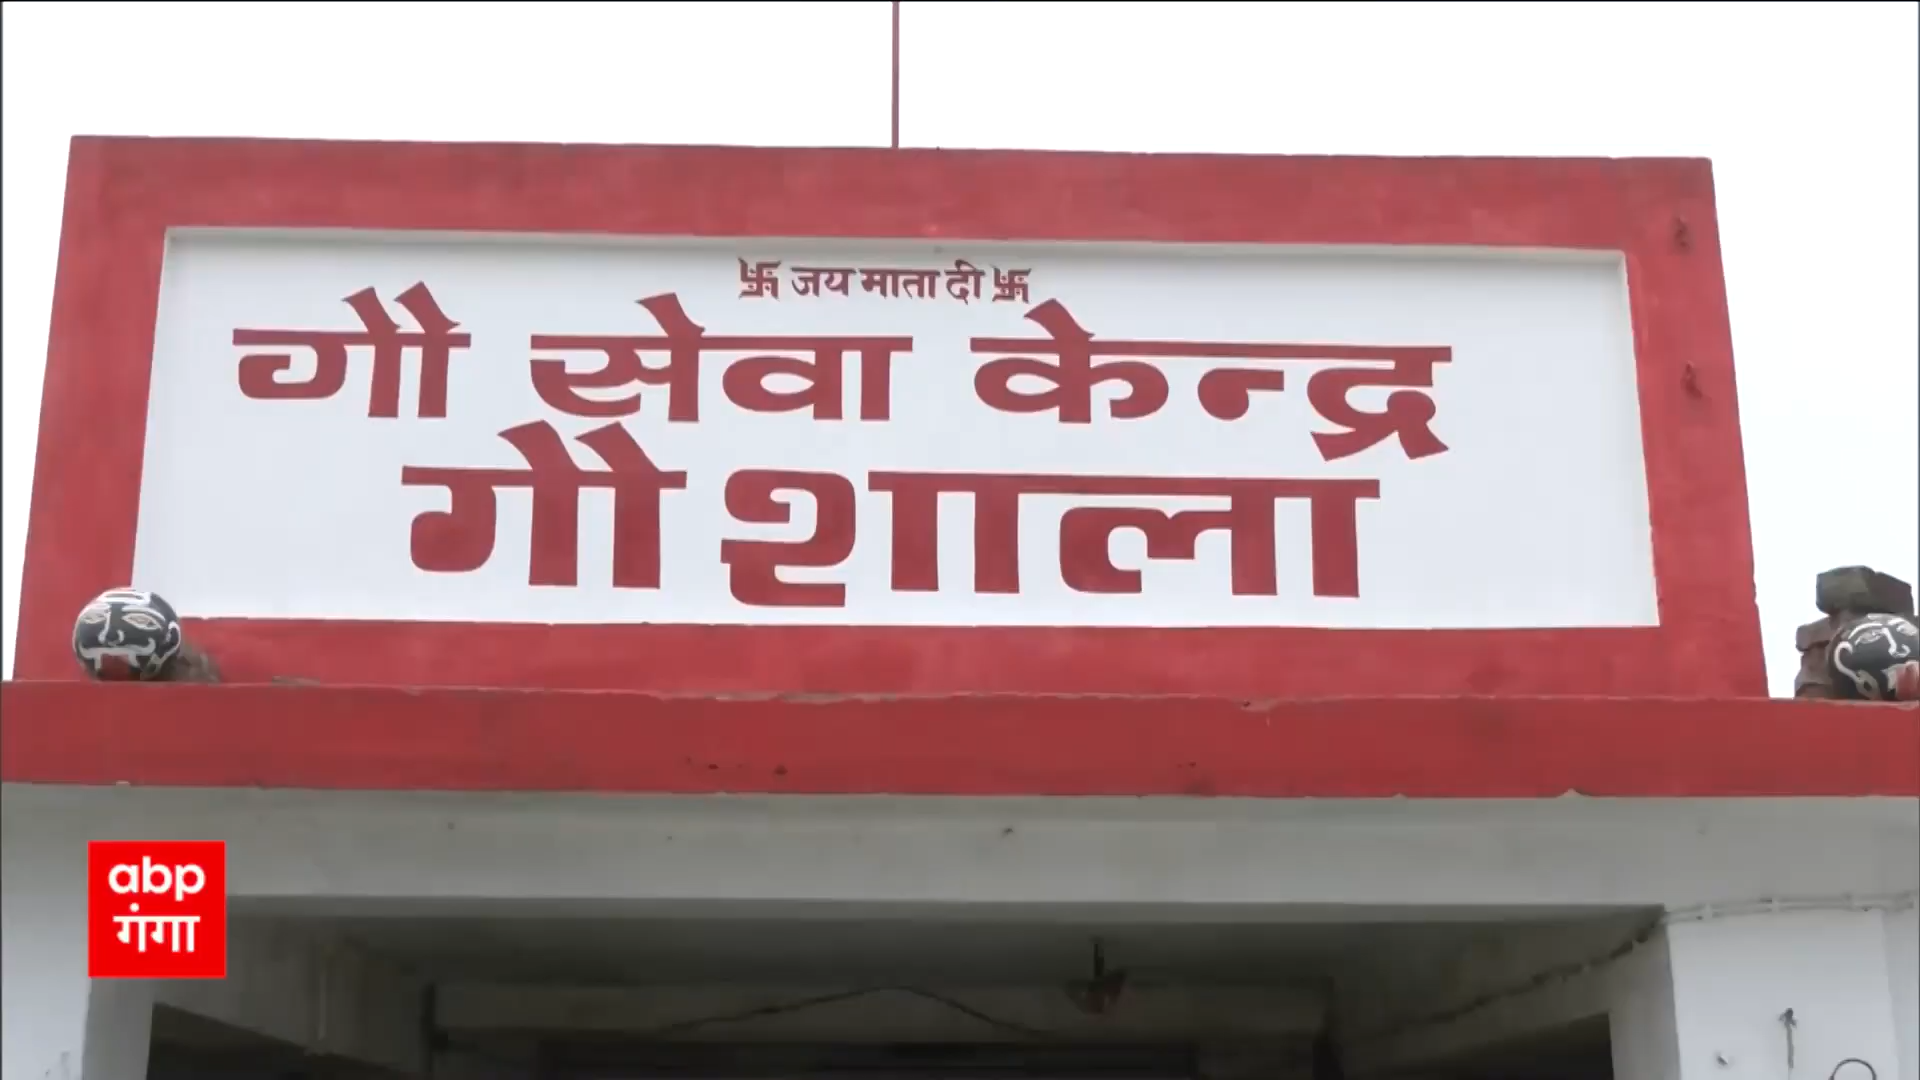 卐 जय माता दी 卐
गौ सेवा केन्द्र
गौ शाला
abp
गंगा